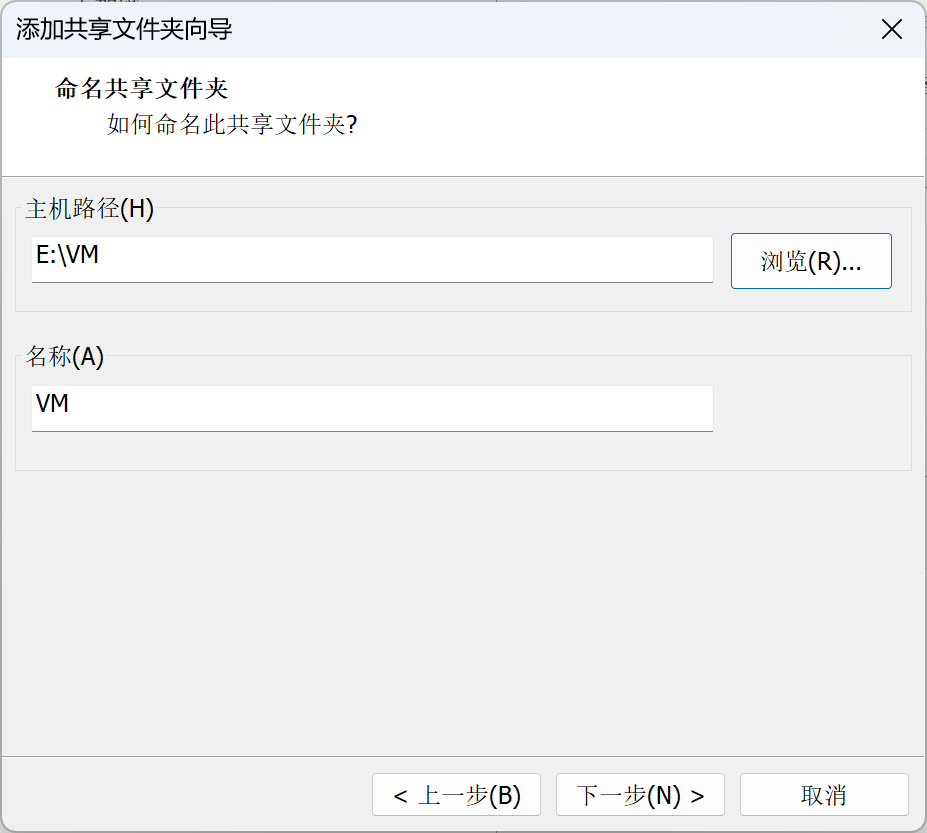 添加共享文件夹向导
命名共享文件夹
如何命名此共享文件夹?
主机路径(H)
E:\VM
浏览(R)...
名称(A)
VM
< 上一步(B)
下一步(N) >
取消